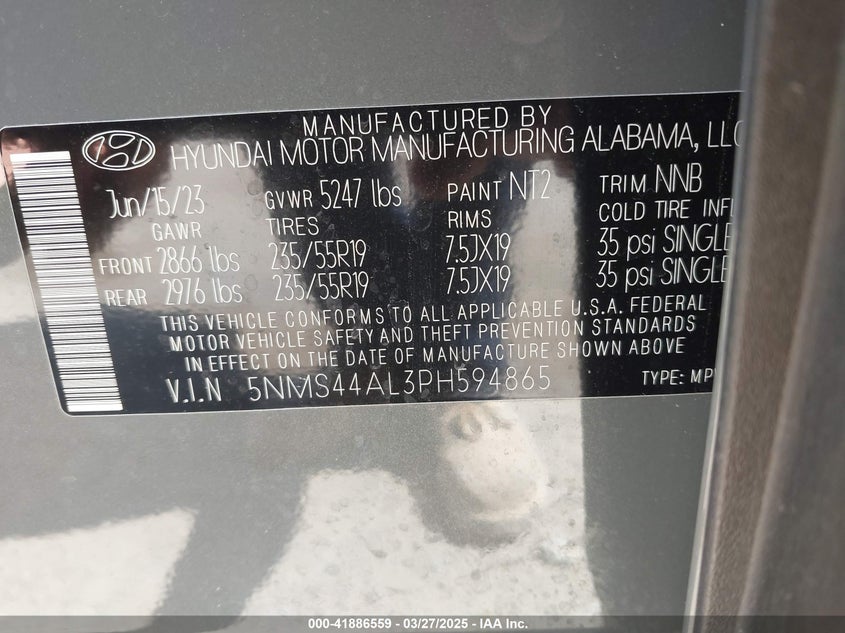 MANUFACTURED BY
HYUNDAI MOTOR MANUFACTURING ALABAMA, LLC
Jun/15/23 GVWR 5247 lbs PAINT NT2 TRIM NNB
GAWR TIRES RIMS COLD TIRE INF
FRONT 2866 lbs 235/55R19 7.5JX19 35 psi SINGLE
REAR 2976 lbs 235/55R19 7.5JX19 35 psi SINGLE
THIS VEHICLE CONFORMS TO ALL APPLICABLE U.S.A. FEDERAL
MOTOR VEHICLE SAFETY AND THEFT PREVENTION STANDARDS
IN EFFECT ON THE DATE OF MANUFACTURE SHOWN ABOVE
V.I.N 5NMS44AL3PH594865 TYPE: MPV
000-41886559 - 03/27/2025 - IAA Inc.